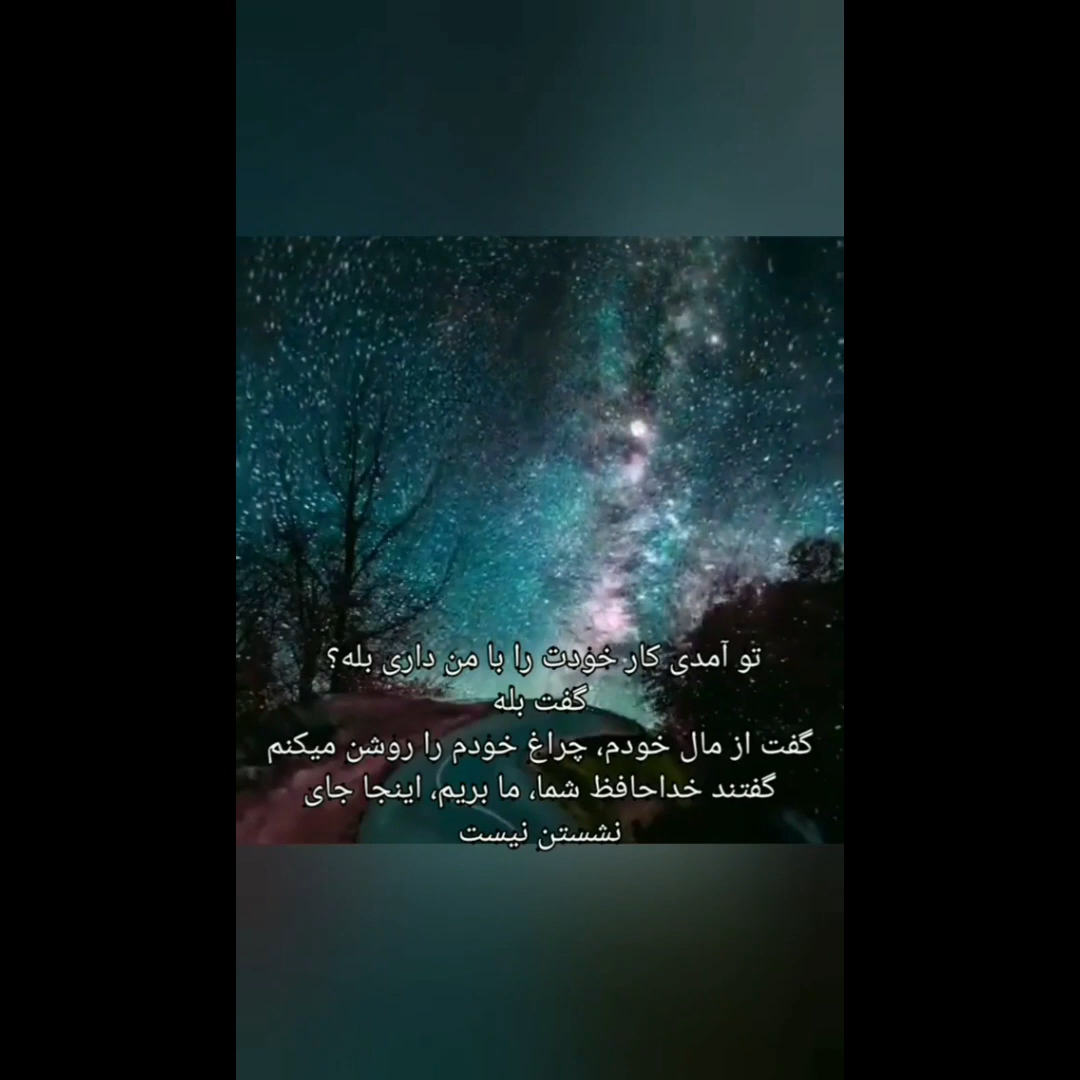 تو آمدی کار خودت را با من داری بله؟
گفت بله
گفت از مال خودم، چراغ خودم را روشن میکنم
گفتند خداحافظ شما، ما بریم، اینجا جای
نشستن نیست